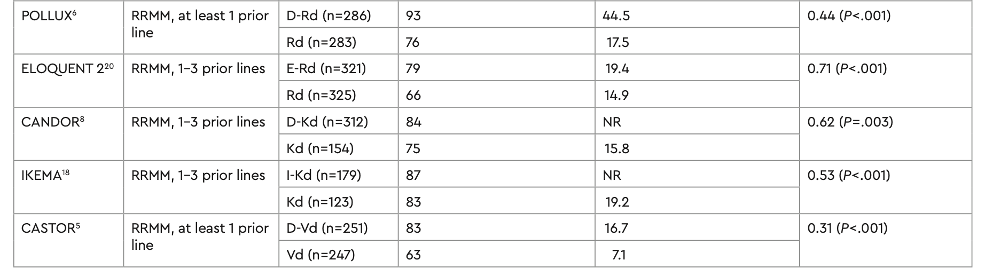 POLLUX⁶ RRMM, at least 1 prior line D-Rd (n=286) 93 44.5 0.44 (P<.001)
Rd (n=283) 76 17.5
ELOQUENT 2²⁰ RRMM, 1–3 prior lines E-Rd (n=321) 79 19.4 0.71 (P<.001)
Rd (n=325) 66 14.9
CANDOR⁸ RRMM, 1–3 prior lines D-Kd (n=312) 84 NR 0.62 (P=.003)
Kd (n=154) 75 15.8
IKEMA¹⁸ RRMM, 1–3 prior lines I-Kd (n=179) 87 NR 0.53 (P<.001)
Kd (n=123) 83 19.2
CASTOR⁵ RRMM, at least 1 prior line D-Vd (n=251) 83 16.7 0.31 (P<.001)
Vd (n=247) 63 7.1